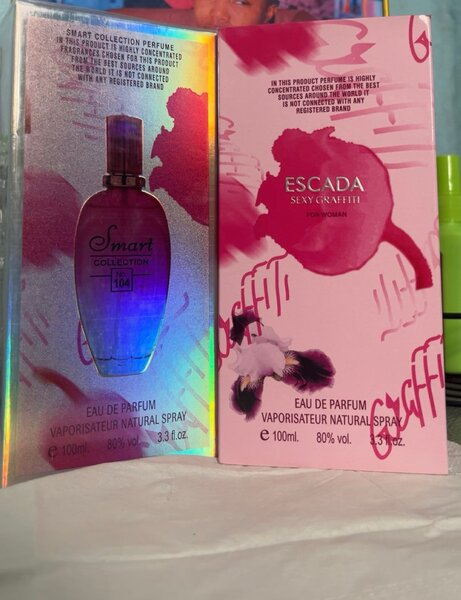 SMART COLLECTION PERFUME
IN THIS PRODUCT IS HIGHLY CONCENTRATED
FRAGRANCES CHOSEN FOR THIS PRODUCT
FROM THE BEST SOURCES AROUND
THE WORLD IT IS NOT CONNECTED
WITH ANY REGISTERED BRAND
Smart
COLLECTION
No.
104
EAU DE PARFUM
VAPORISATEUR NATURAL SPRAY
e 100ml. 80% vol. 3.3 fl.oz.
IN THIS PRODUCT PERFUME IS HIGHLY
CONCENTRATED CHOSEN FROM THE BEST
SOURCES AROUND THE WORLD IT
IS NOT CONNECTED WITH ANY
REGISTERED BRAND
ESCADA
SEXY GRAFFITI
FOR WOMAN
Graffiti
Graffiti
EAU DE PARFUM
VAPORISATEUR NATURAL SPRAY
e 100ml. 80% vol. 3.3 fl.oz.